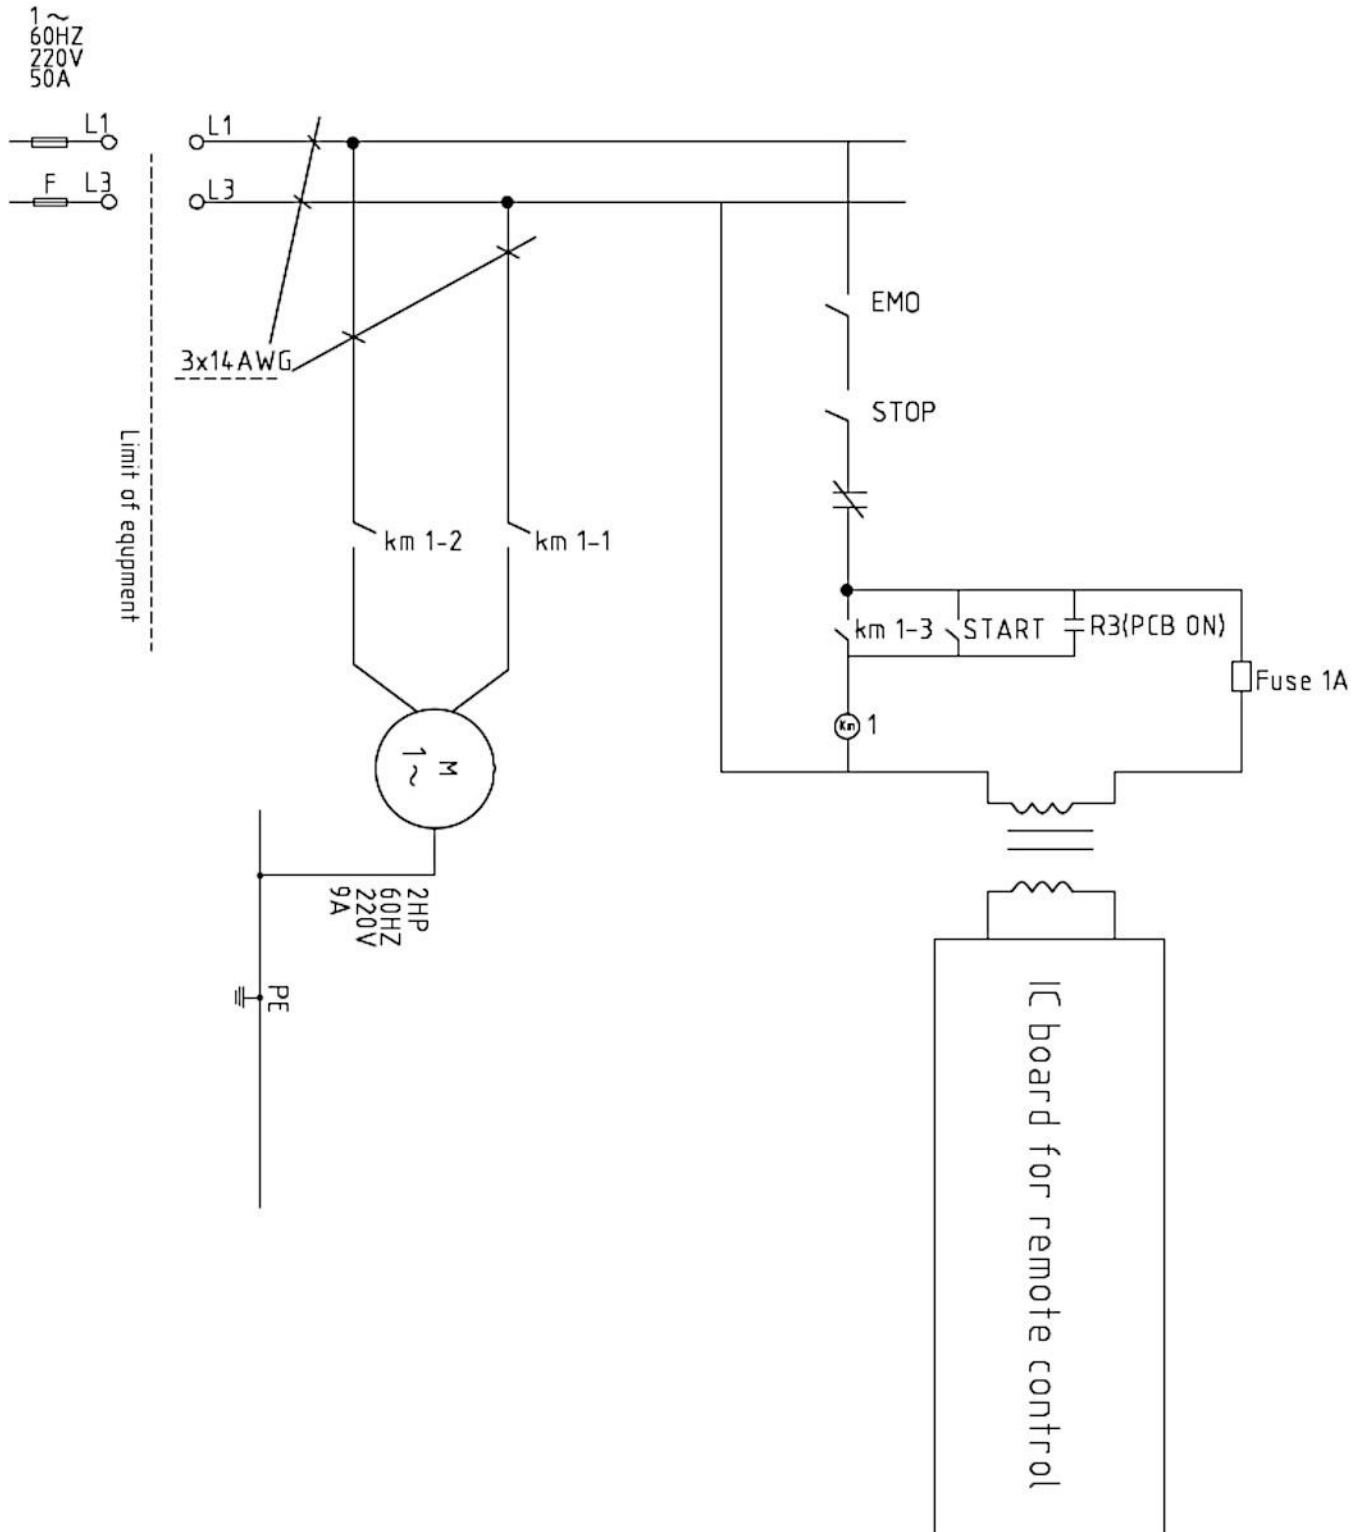 1 ~
60HZ
220V
50A
L1
L1
F
L3
L3
EMO
3x14AWG
STOP
Limit of equpment
km 1-2
km 1-1
km 1-3
START
R3(PCB ON)
Fuse 1A
Km
1
M
1 ~
2HP
60HZ
220V
9A
PE
IC board for remote control